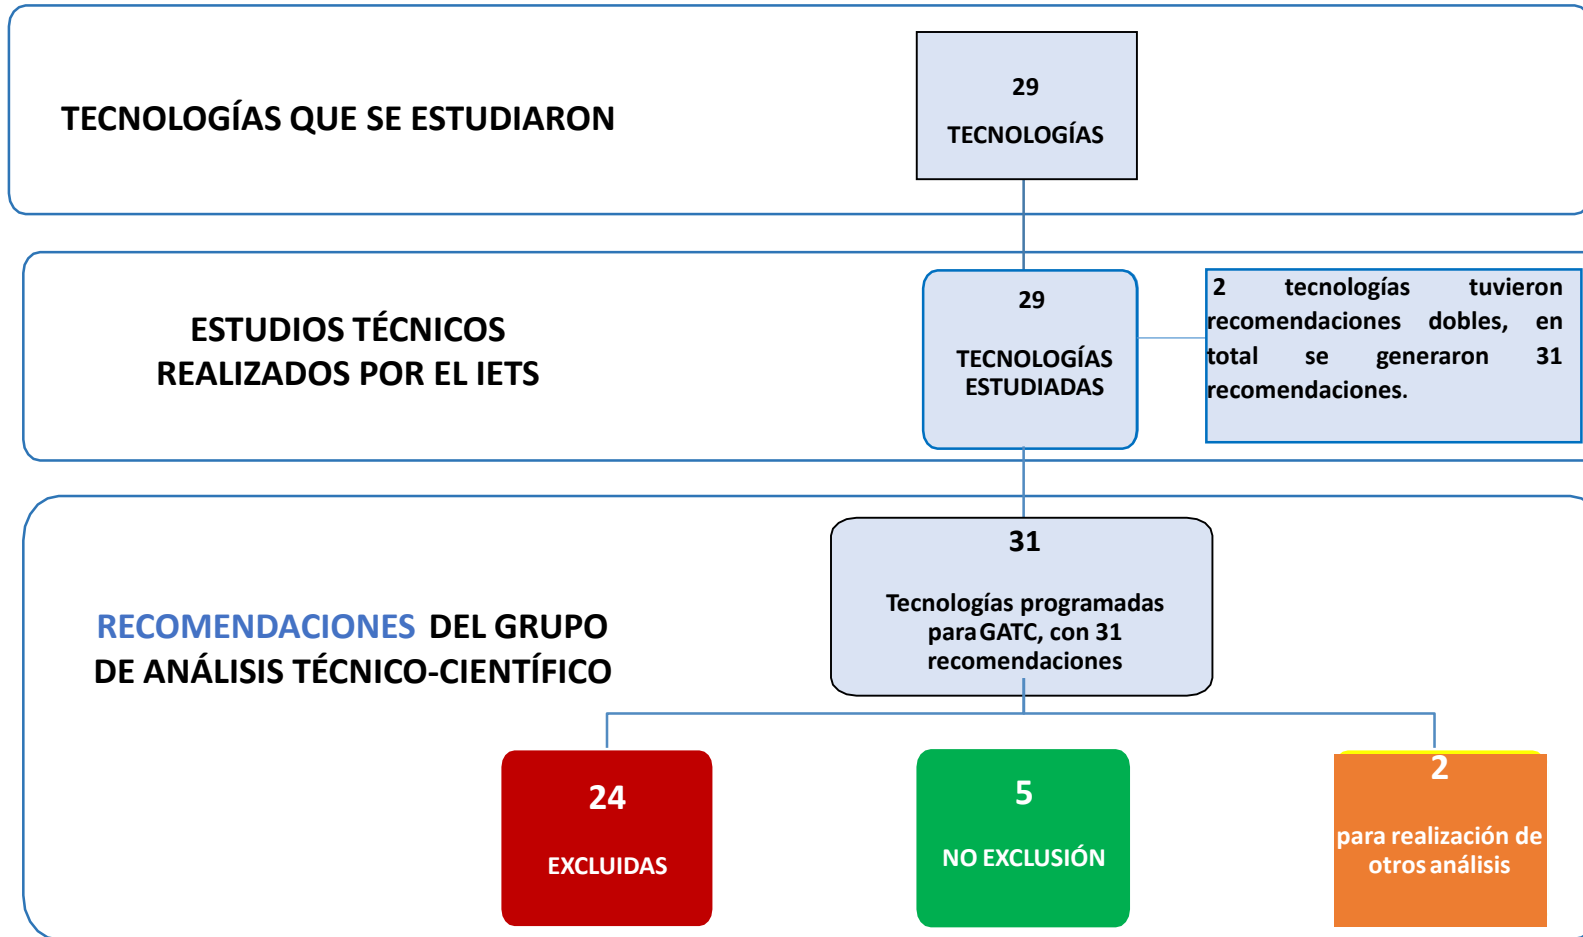 TECNOLOGÍAS QUE SE ESTUDIARON
29
TECNOLOGÍAS
ESTUDIOS TÉCNICOS
REALIZADOS POR EL IETS
29
TECNOLOGÍAS
ESTUDIADAS
2 tecnologías tuvieron
recomendaciones dobles, en
total se generaron 31
recomendaciones.
RECOMENDACIONES DEL GRUPO
DE ANÁLISIS TÉCNICO-CIENTÍFICO
31
Tecnologías programadas
para GATC, con 31
recomendaciones
24
EXCLUIDAS
5
NO EXCLUSIÓN
2
para realización de
otros análisis